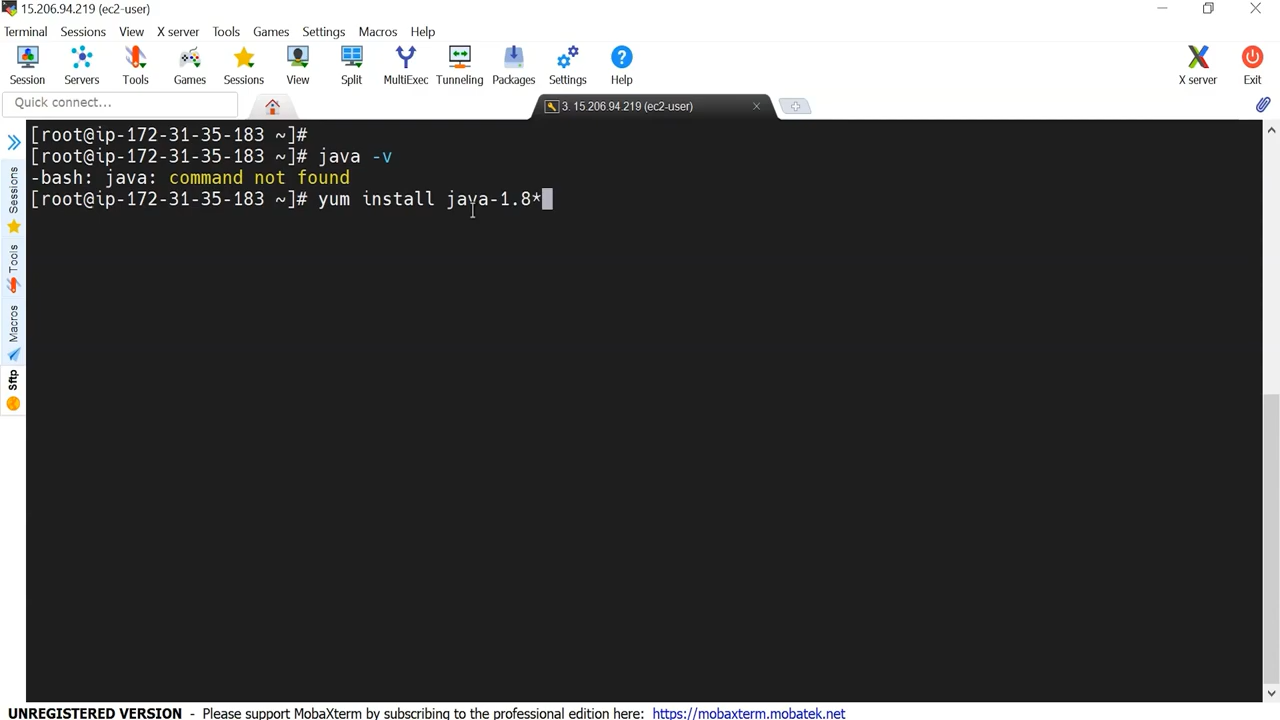 15.206.94.219 (ec2-user)
Terminal Sessions View X server Tools Games Settings Macros Help
Session Servers Tools Games Sessions View Split MultiExec Tunneling Packages Settings Help X server Exit
Quick connect...
3. 15.206.94.219 (ec2-user)
[root@ip-172-31-35-183 ~]#
[root@ip-172-31-35-183 ~]# java -v
-bash: java: command not found
[root@ip-172-31-35-183 ~]# yum install java-1.8*
Sessions
Tools
Macros
Sftp
UNREGISTERED VERSION - Please support MobaXterm by subscribing to the professional edition here: https://mobaxterm.mobatek.net